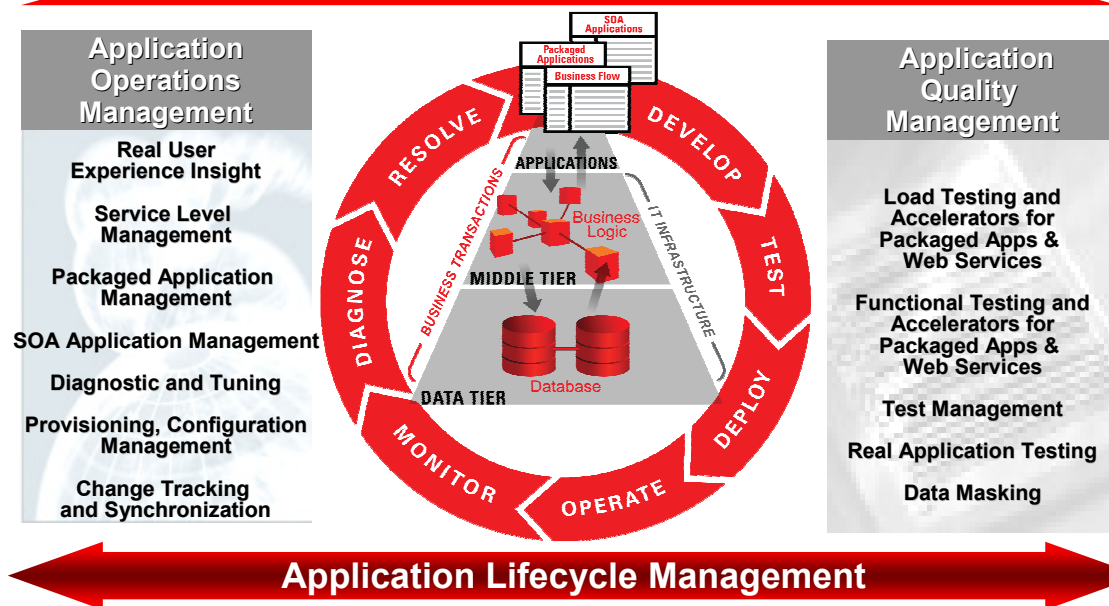 Application
Operations
Management
Real User
Experience Insight
Service Level
Management
Packaged Application
Management
SOA Application Management
Diagnostic and Tuning
Provisioning, Configuration
Management
Change Tracking
and Synchronization
SOA
Applications
Packaged
Applications
Business Flow
RESOLVE
DEVELOP
TEST
DEPLOY
OPERATE
MONITOR
DIAGNOSE
BUSINESS TRANSACTIONS
IT INFRASTRUCTURE
APPLICATIONS
Business
Logic
MIDDLE TIER
Database
DATA TIER
Application
Quality
Management
Load Testing and
Accelerators for
Packaged Apps &
Web Services
Functional Testing and
Accelerators for
Packaged Apps &
Web Services
Test Management
Real Application Testing
Data Masking
Application Lifecycle Management